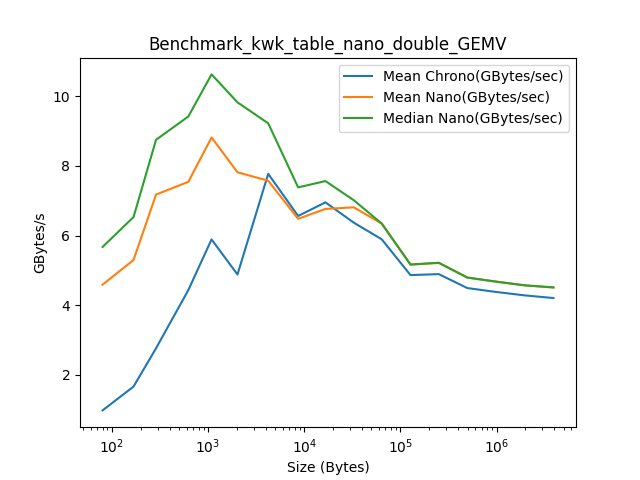 Benchmark_kwk_table_nano_double_GEMV
Mean Chrono(GBytes/sec)
Mean Nano(GBytes/sec)
Median Nano(GBytes/sec)
GBytes/s
10
8
6
4
2
10² 10³ 10⁴ 10⁵ 10⁶
Size (Bytes)